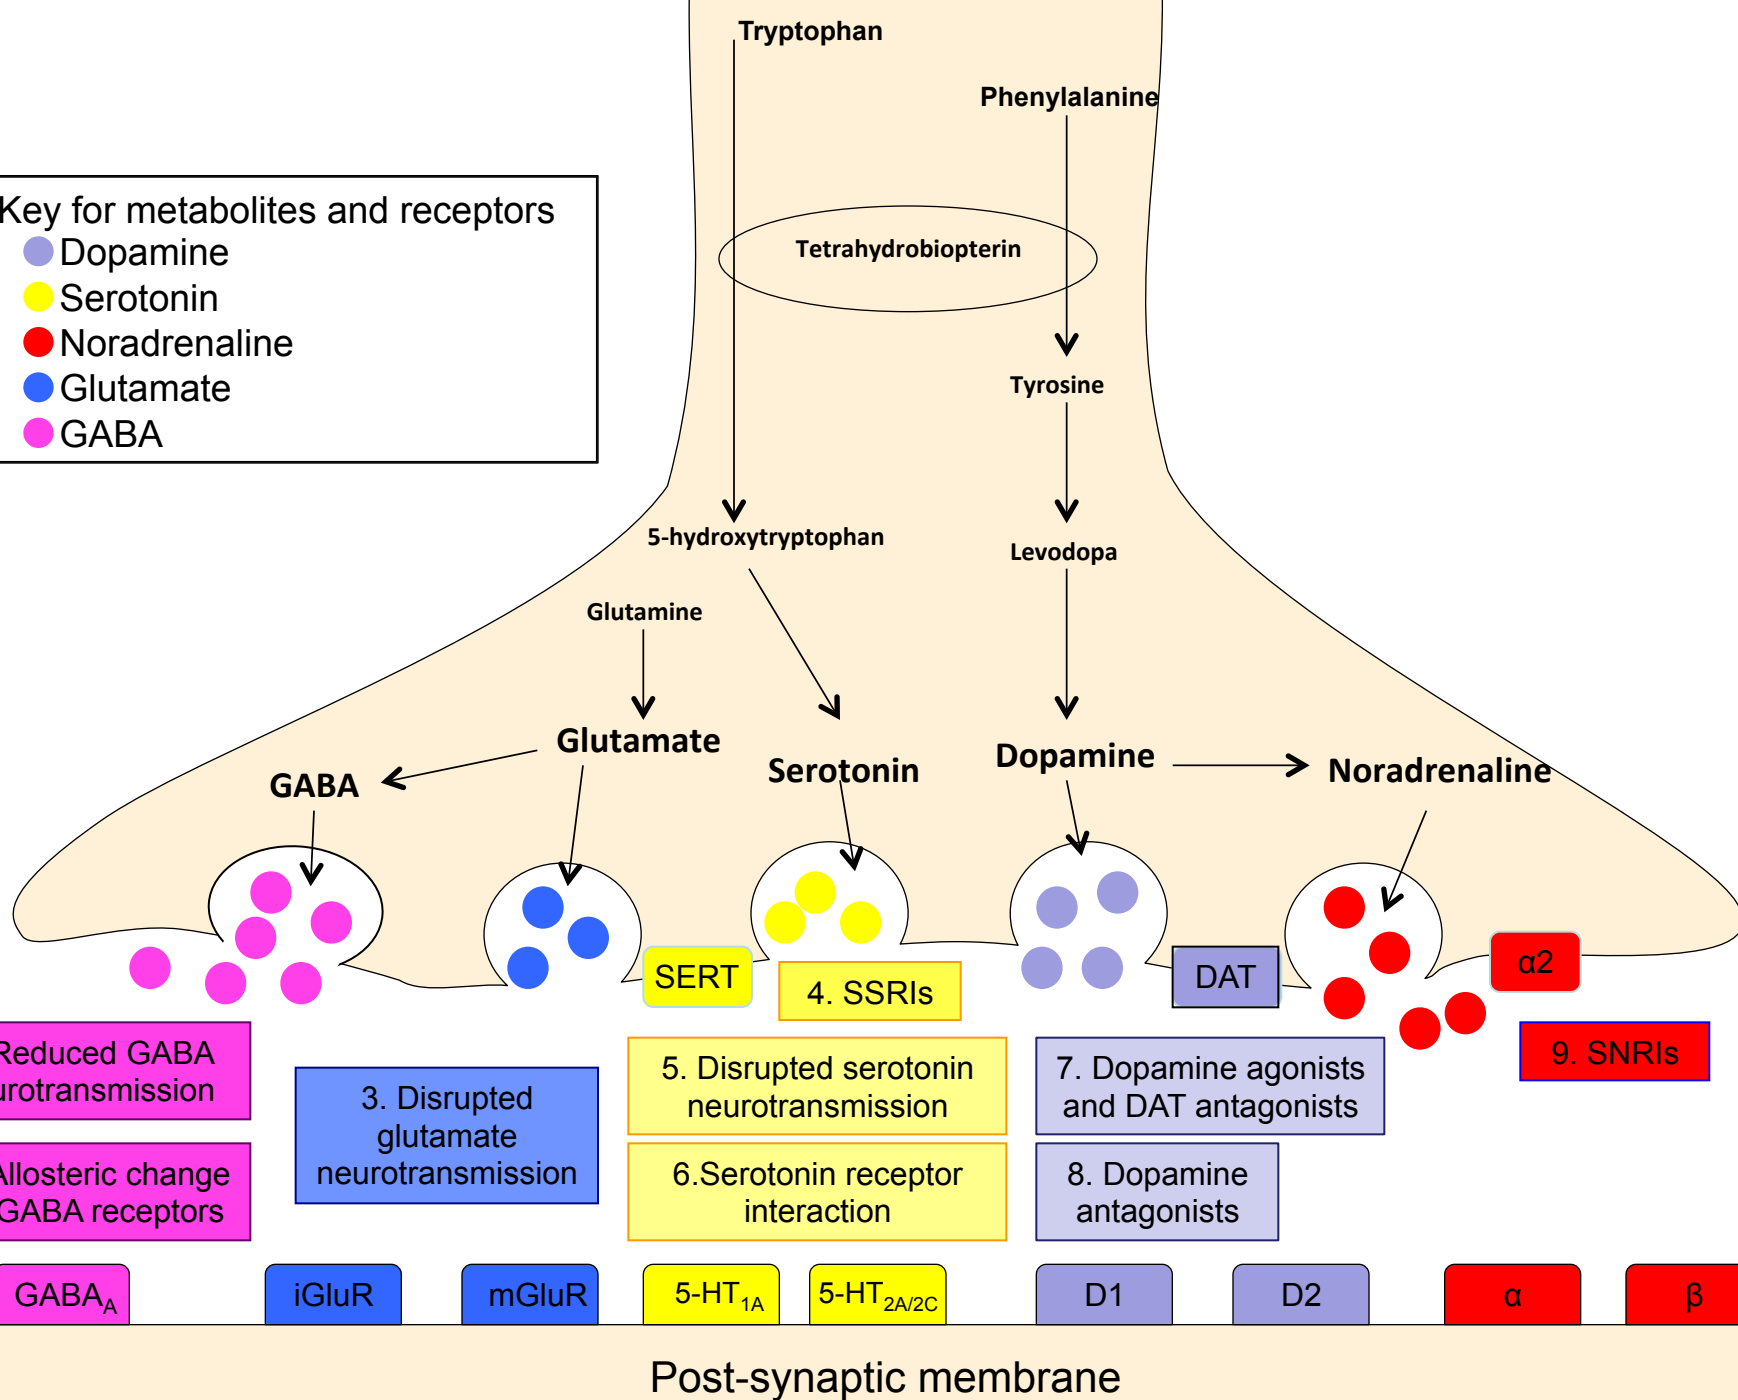 Tryptophan
Phenylalanine
Key for metabolites and receptors
Dopamine
Serotonin
Noradrenaline
Glutamate
GABA
Tetrahydrobiopterin
Tyrosine
5-hydroxytryptophan
Levodopa
Glutamine
Glutamate
Serotonin
Dopamine
Noradrenaline
GABA
SERT
4. SSRIs
DAT
α2
Reduced GABA
urotransmission
3. Disrupted
glutamate
neurotransmission
5. Disrupted serotonin
neurotransmission
7. Dopamine agonists
and DAT antagonists
9. SNRIs
Allosteric change
GABA receptors
6.Serotonin receptor
interaction
8. Dopamine
antagonists
GABA_A
iGluR
mGluR
5-HT_1A
5-HT_2A/2C
D1
D2
α
β
Post-synaptic membrane